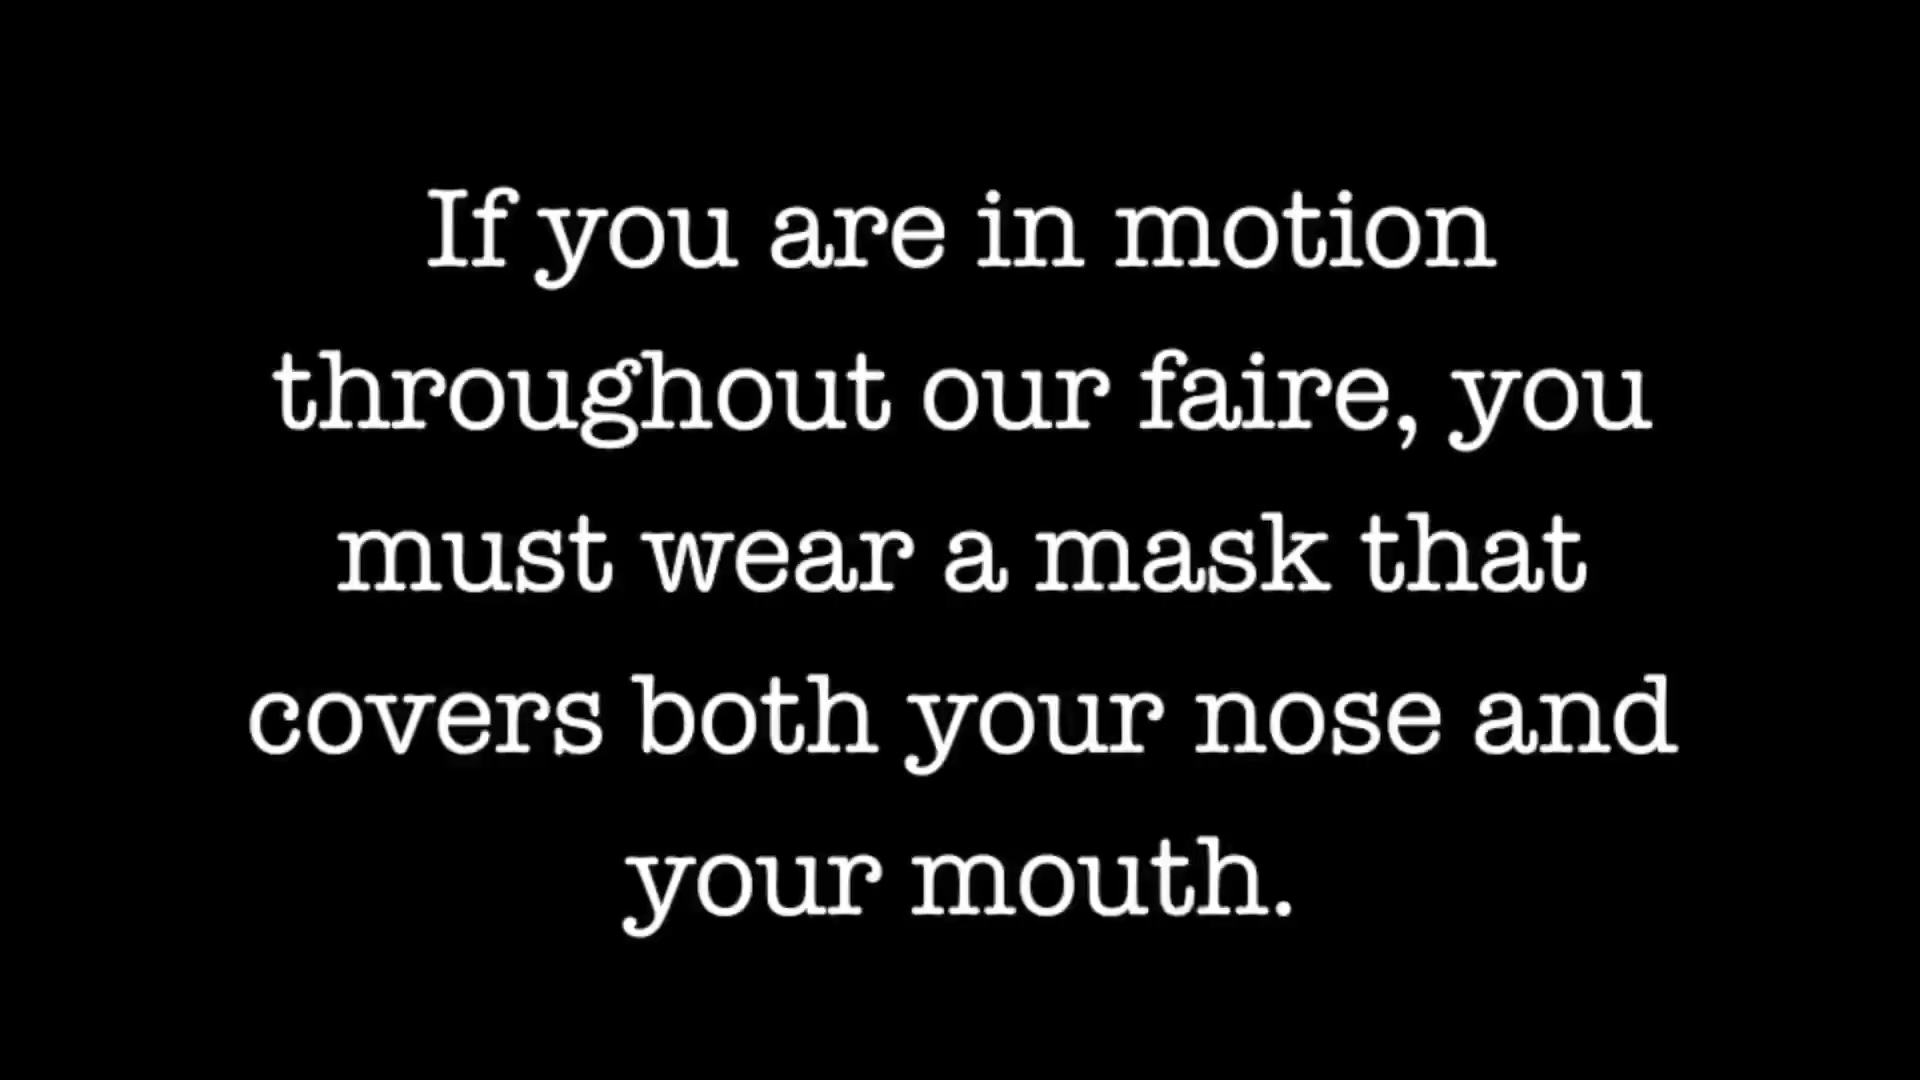 If you are in motion
throughout our faire, you
must wear a mask that
covers both your nose and
your mouth.